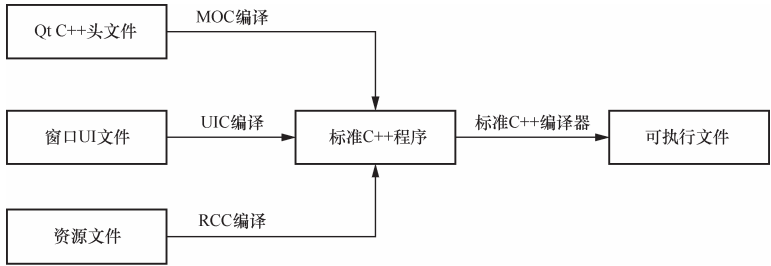 Qt C++头文件
MOC编译
窗口UI文件
UIC编译
标准C++程序
标准C++编译器
可执行文件
资源文件
RCC编译